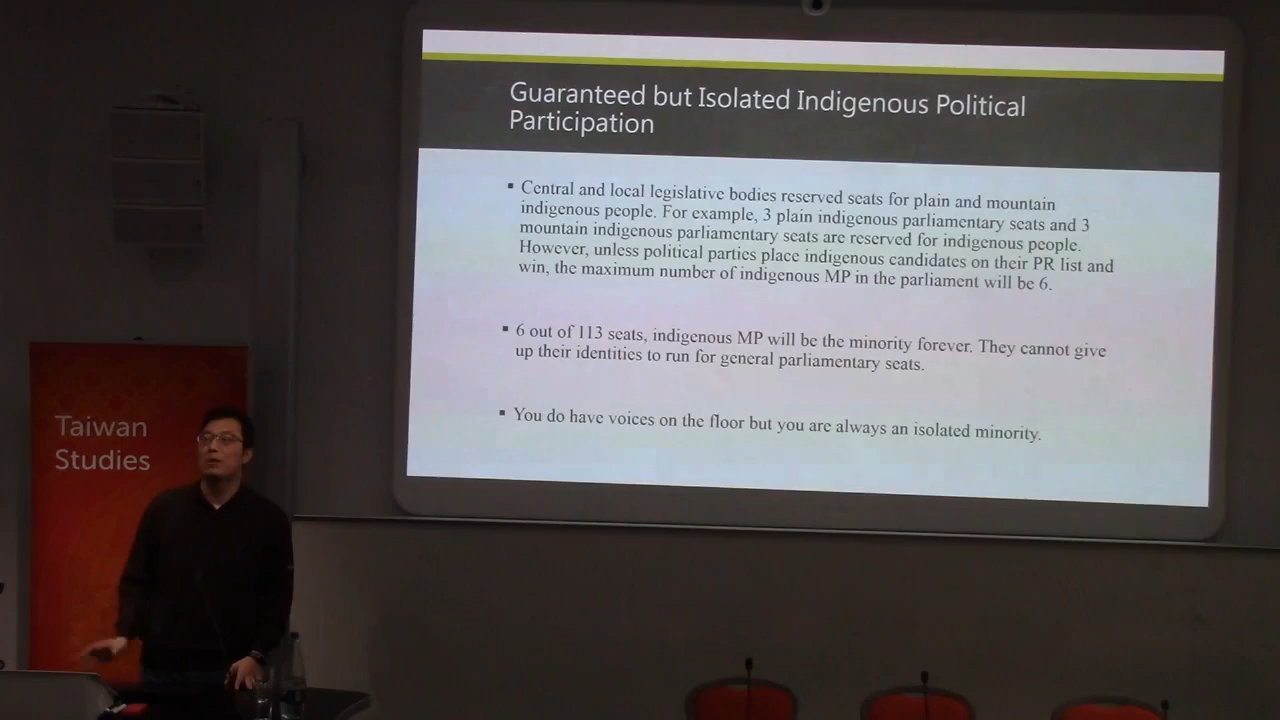 Guaranteed but Isolated Indigenous Political
Participation
▪ Central and local legislative bodies reserved seats for plain and mountain
indigenous people. For example, 3 plain indigenous parliamentary seats and 3
mountain indigenous parliamentary seats are reserved for indigenous people.
However, unless political parties place indigenous candidates on their PR list and
win, the maximum number of indigenous MP in the parliament will be 6.
▪ 6 out of 113 seats, indigenous MP will be the minority forever. They cannot give
up their identities to run for general parliamentary seats.
▪ You do have voices on the floor but you are always an isolated minority.
Taiwan
Studies